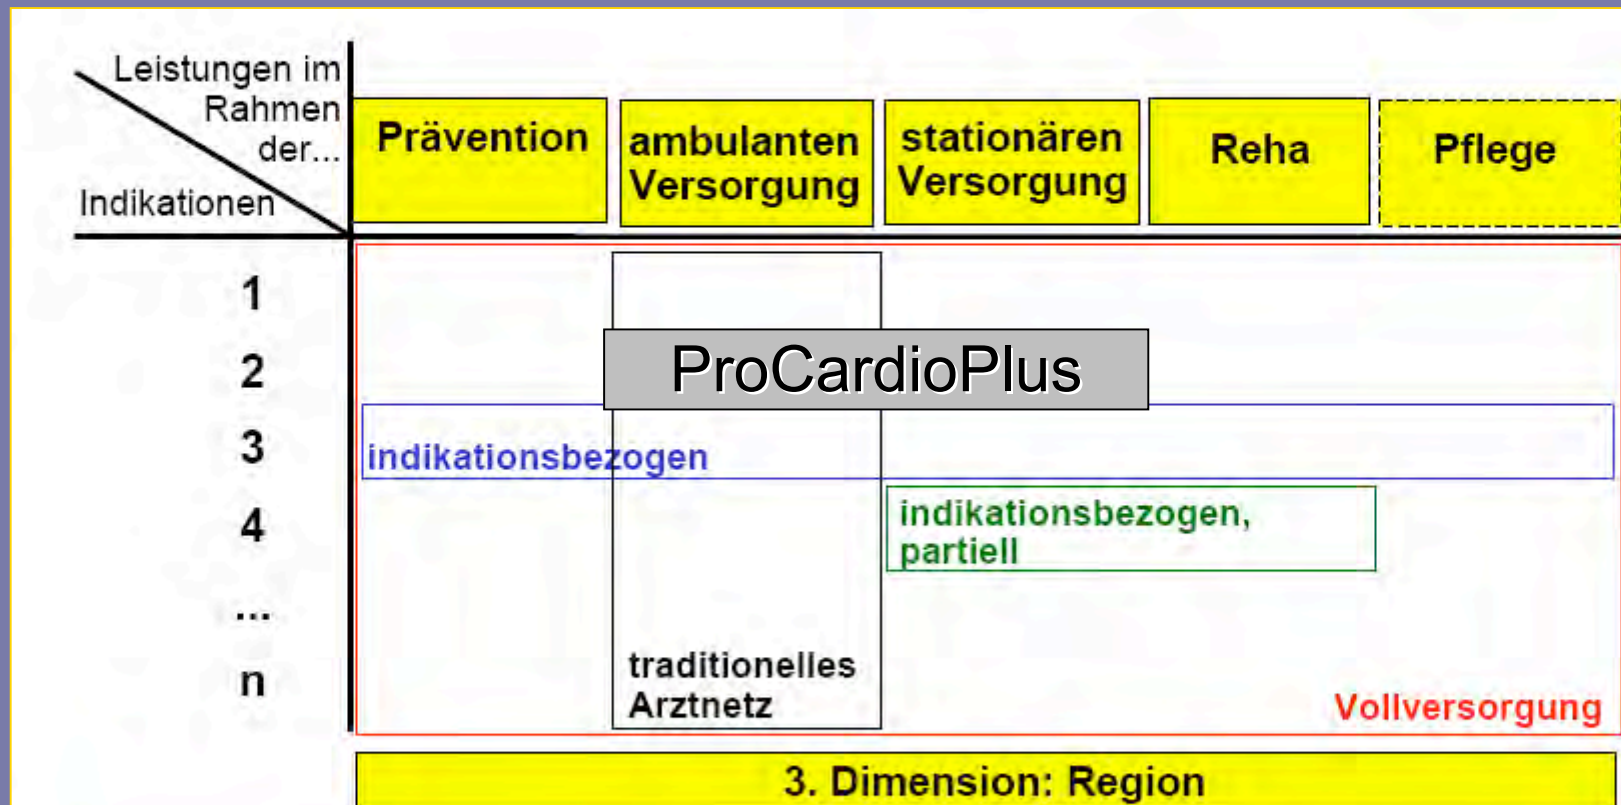 Leistungen im
Rahmen
der...
Indikationen
Prävention
ambulanten
Versorgung
stationären
Versorgung
Reha
Pflege
1
2
ProCardioPlus
3
indikationsbezogen
4
indikationsbezogen,
partiell
...
n
traditionelles
Arztnetz
Vollversorgung
3. Dimension: Region